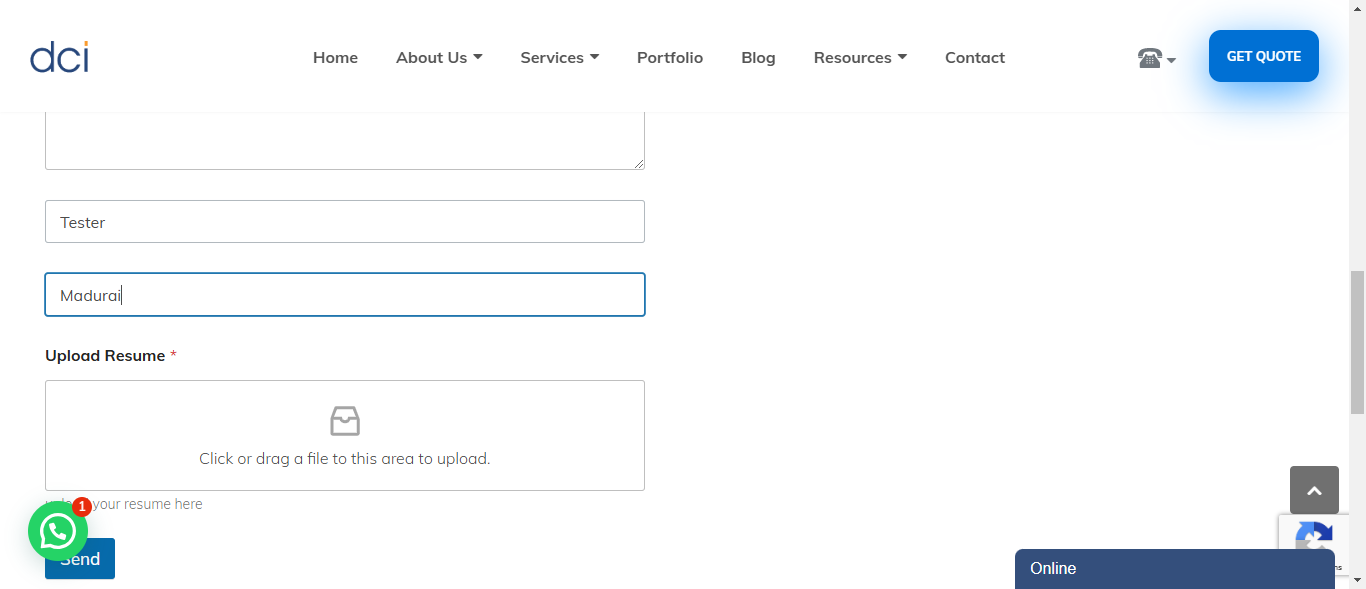 dci
Home
About Us
Services
Portfolio
Blog
Resources
Contact
GET QUOTE
Tester
Madurai
Upload Resume *
Click or drag a file to this area to upload.
your resume here
1
Send
Online